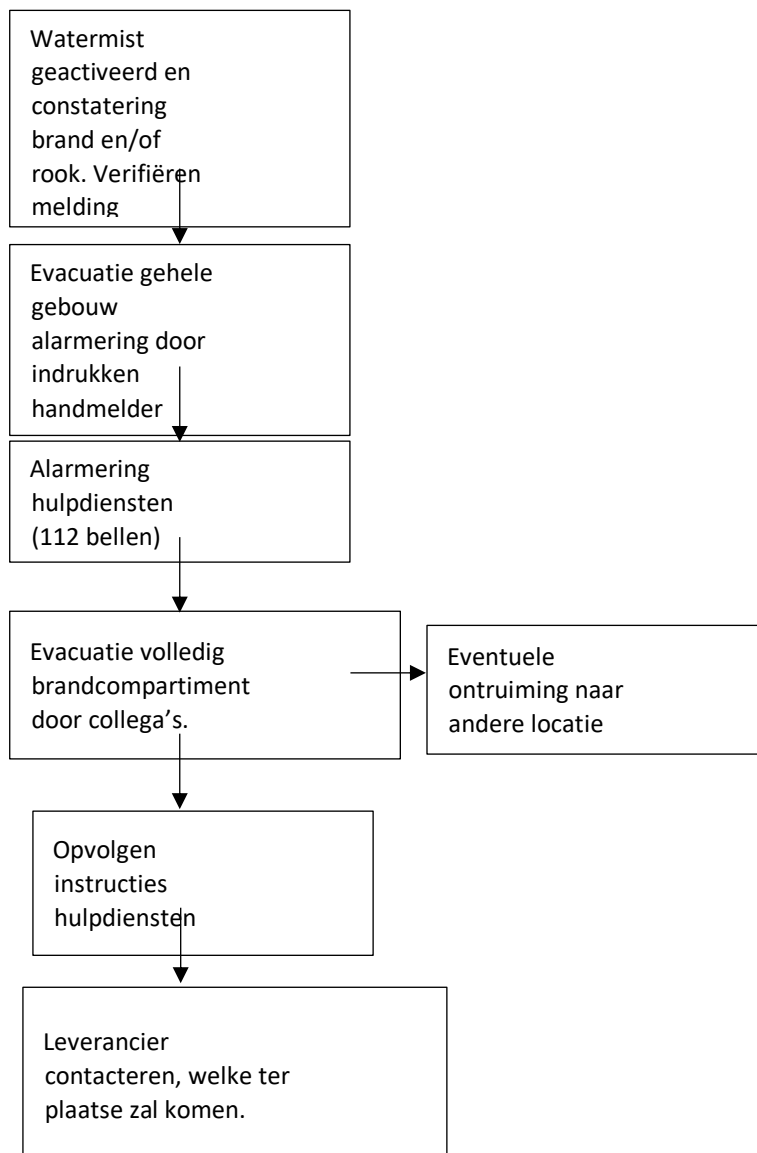 Watermist
geactiveerd en
constatering
brand en/of
rook. Verifiëren
melding
Evacuatie gehele
gebouw
alarmering door
indrukken
handmelder
Alarmering
hulpdiensten
(112 bellen)
Evacuatie volledig
brandcompartiment
door collega’s.
Eventuele
ontruiming naar
andere locatie
Opvolgen
instructies
hulpdiensten
Leverancier
contacteren, welke ter
plaatse zal komen.